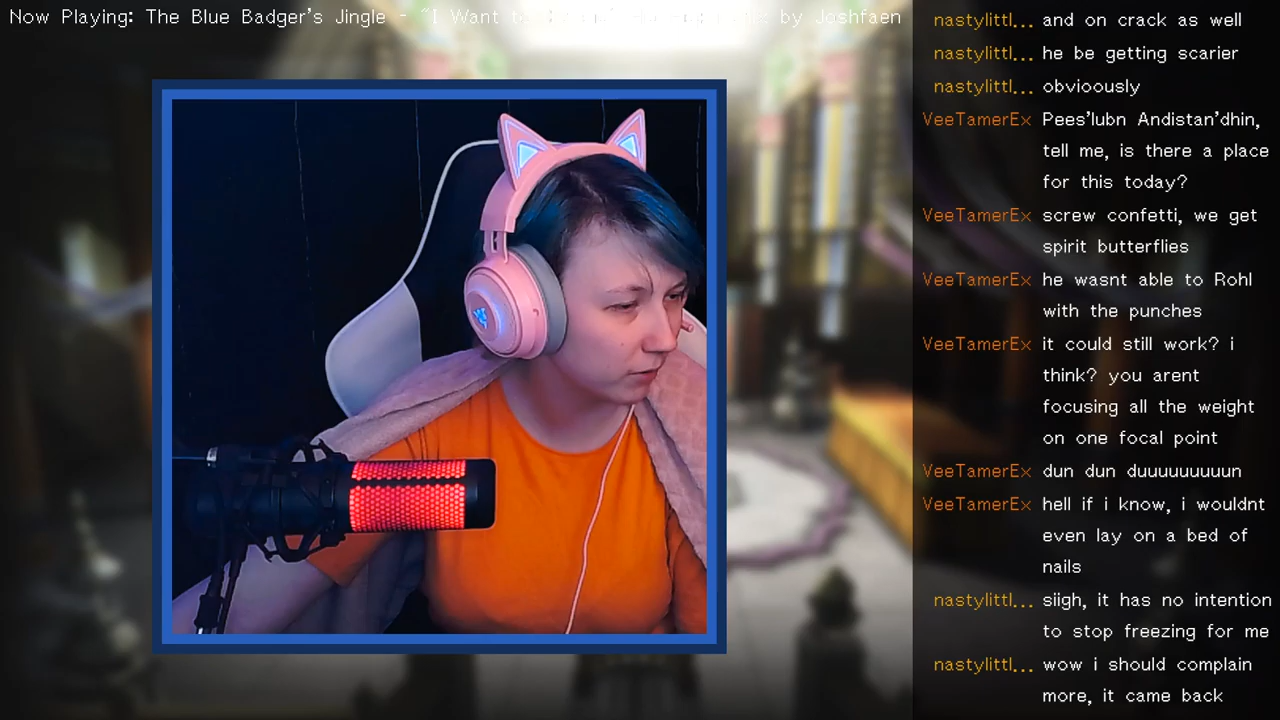 Now Playing: The Blue Badger's Jingle - "I Want to by Joshfaen
nastylittl... and on crack as well
nastylittl... he be getting scarier
nastylittl... obvioously
VeeTamerEx Pees'lubn Andistan'dhin,
tell me, is there a place
for this today?
VeeTamerEx screw confetti, we get
spirit butterflies
VeeTamerEx he wasnt able to Rohl
with the punches
VeeTamerEx it could still work? i
think? you arent
focusing all the weight
on one focal point
VeeTamerEx dun dun duuuuuuuuun
VeeTamerEx hell if i know, i wouldnt
even lay on a bed of
nails
nastylittl... siigh, it has no intention
to stop freezing for me
nastylittl... wow i should complain
more, it came back